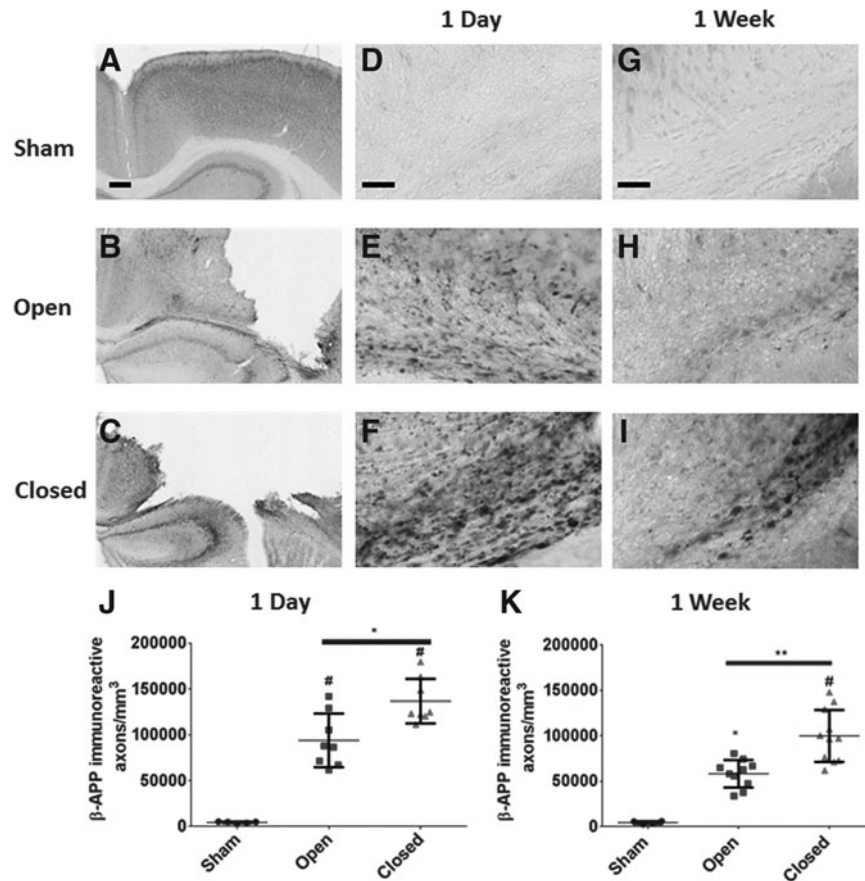 1 Day
1 Week
A
D
G
Sham
B
E
H
Open
C
F
I
Closed
J
1 Day
β-APP immunoreactive
axons/mm³
200000
150000
100000
50000
0
*
#
#
Sham
Open
Closed
K
1 Week
β-APP immunoreactive
axons/mm³
200000
150000
100000
50000
0
**
*
#
Sham
Open
Closed